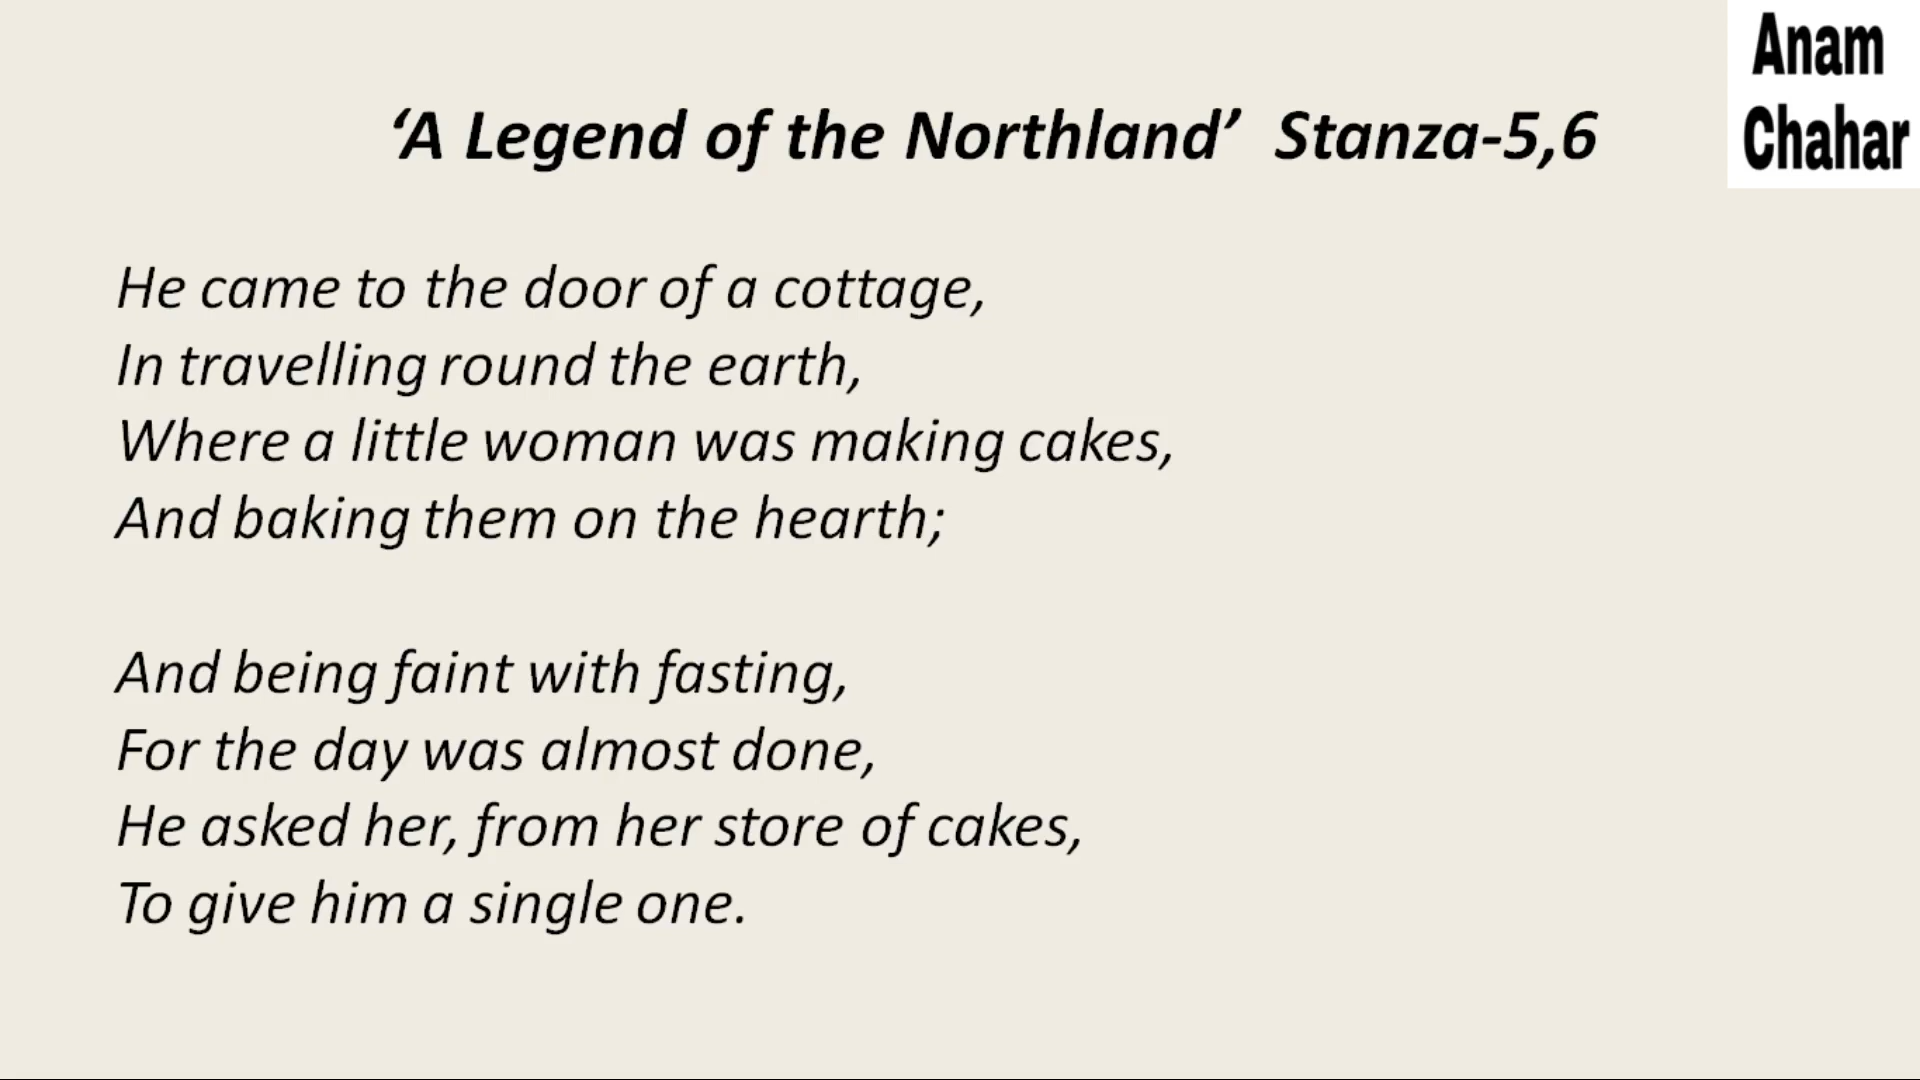 Anam
Chahar
‘A Legend of the Northland’ Stanza-5,6
He came to the door of a cottage,
In travelling round the earth,
Where a little woman was making cakes,
And baking them on the hearth;
And being faint with fasting,
For the day was almost done,
He asked her, from her store of cakes,
To give him a single one.